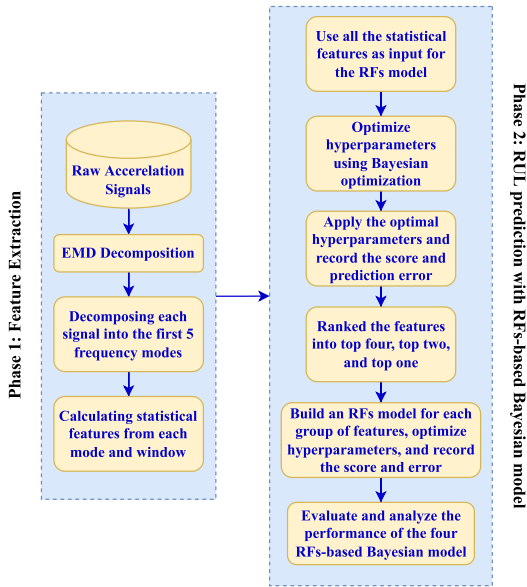 Phase 1: Feature Extraction
Raw Accerelation
Signals
EMD Decomposition
Decomposing each
signal into the first 5
frequency modes
Calculating statistical
features from each
mode and window
Use all the statistical
features as input for
the RFs model
Optimize
hyperparameters
using Bayesian
optimization
Apply the optimal
hyperparameters and
record the score and
prediction error
Ranked the features
into top four, top two,
and top one
Build an RFs model for each
group of features, optimize
hyperparameters, and record
the score and error
Evaluate and analyze the
performance of the four
RFs-based Bayesian model
Phase 2: RUL prediction with RFs-based Bayesian model